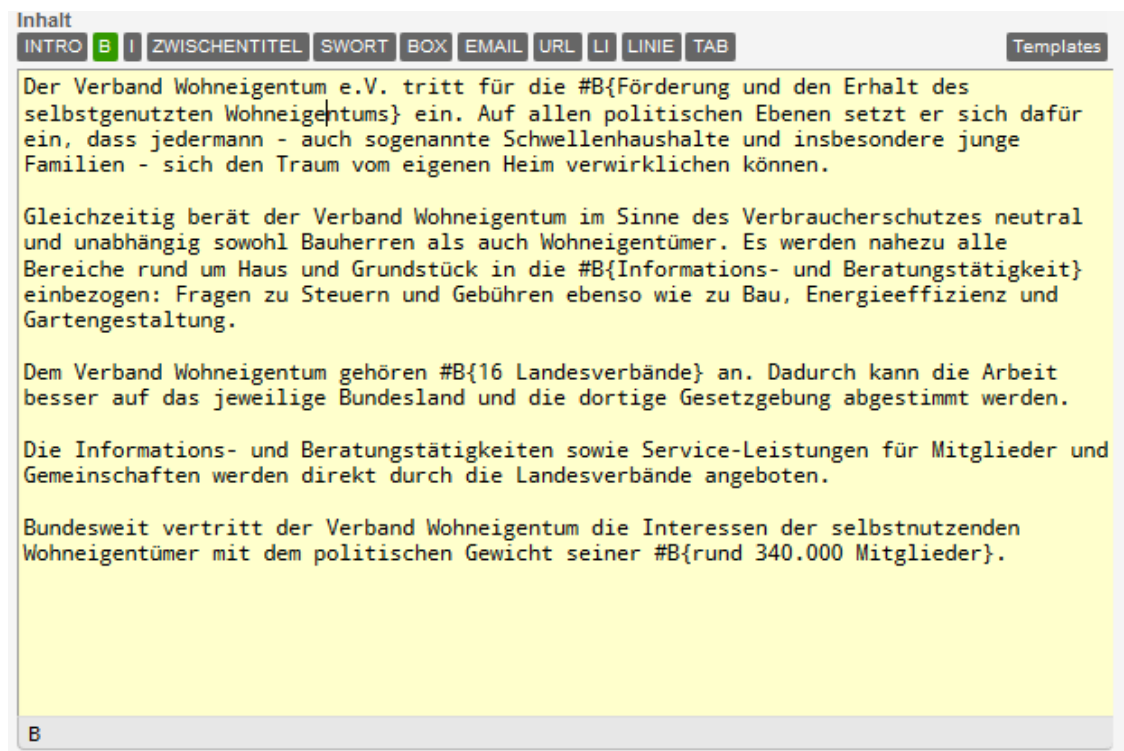 Inhalt
INTRO B I ZWISCHENTITEL SWORT BOX EMAIL URL LI LINIE TAB Templates
Der Verband Wohneigentum e.V. tritt für die #B{Förderung und den Erhalt des
selbstgenutzten Wohneigentums} ein. Auf allen politischen Ebenen setzt er sich dafür
ein, dass jedermann - auch sogenannte Schwellenhaushalte und insbesondere junge
Familien - sich den Traum vom eigenen Heim verwirklichen können.
Gleichzeitig berät der Verband Wohneigentum im Sinne des Verbraucherschutzes neutral
und unabhängig sowohl Bauherren als auch Wohneigentümer. Es werden nahezu alle
Bereiche rund um Haus und Grundstück in die #B{Informations- und Beratungstätigkeit}
einbezogen: Fragen zu Steuern und Gebühren ebenso wie zu Bau, Energieeffizienz und
Gartengestaltung.
Dem Verband Wohneigentum gehören #B{16 Landesverbände} an. Dadurch kann die Arbeit
besser auf das jeweilige Bundesland und die dortige Gesetzgebung abgestimmt werden.
Die Informations- und Beratungstätigkeiten sowie Service-Leistungen für Mitglieder und
Gemeinschaften werden direkt durch die Landesverbände angeboten.
Bundesweit vertritt der Verband Wohneigentum die Interessen der selbstnutzenden
Wohneigentümer mit dem politischen Gewicht seiner #B{rund 340.000 Mitglieder}.
B